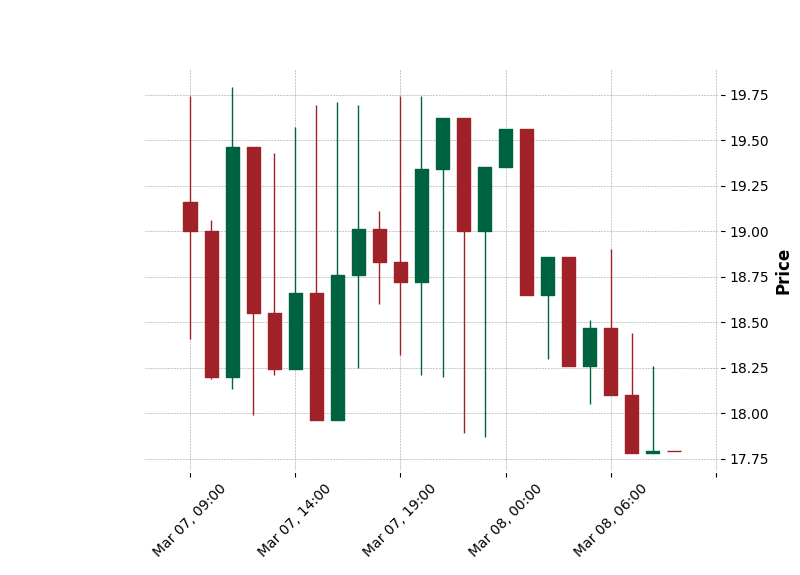 19.75
19.50
19.25
19.00
18.75
18.50
18.25
18.00
17.75
Price
Mar 07, 09:00
Mar 07, 14:00
Mar 07, 19:00
Mar 08, 00:00
Mar 08, 06:00